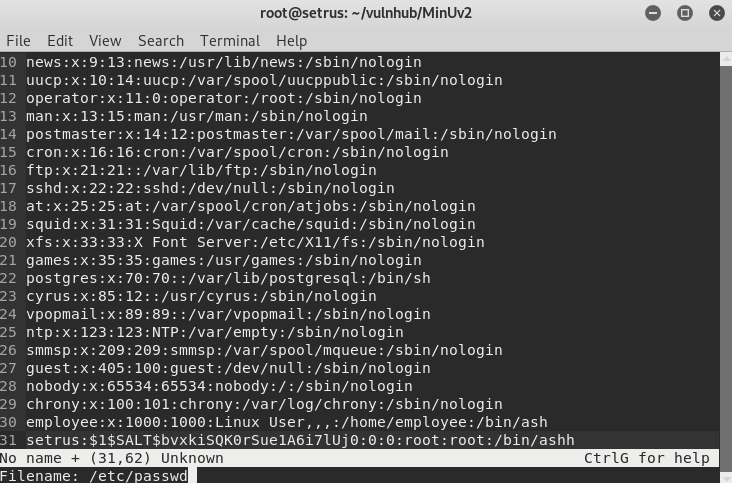 root@setrus: ~/vulnhub/MinUv2
File Edit View Search Terminal Help
10 news:x:9:13:news:/usr/lib/news:/sbin/nologin
11 uucp:x:10:14:uucp:/var/spool/uucppublic:/sbin/nologin
12 operator:x:11:0:operator:/root:/sbin/nologin
13 man:x:13:15:man:/usr/man:/sbin/nologin
14 postmaster:x:14:12:postmaster:/var/spool/mail:/sbin/nologin
15 cron:x:16:16:cron:/var/spool/cron:/sbin/nologin
16 ftp:x:21:21::/var/lib/ftp:/sbin/nologin
17 sshd:x:22:22:sshd:/dev/null:/sbin/nologin
18 at:x:25:25:at:/var/spool/cron/atjobs:/sbin/nologin
19 squid:x:31:31:Squid:/var/cache/squid:/sbin/nologin
20 xfs:x:33:33:X Font Server:/etc/X11/fs:/sbin/nologin
21 games:x:35:35:games:/usr/games:/sbin/nologin
22 postgres:x:70:70::/var/lib/postgresql:/bin/sh
23 cyrus:x:85:12::/usr/cyrus:/sbin/nologin
24 vpopmail:x:89:89::/var/vpopmail:/sbin/nologin
25 ntp:x:123:123:NTP:/var/empty:/sbin/nologin
26 smmsp:x:209:209:smmsp:/var/spool/mqueue:/sbin/nologin
27 guest:x:405:100:guest:/dev/null:/sbin/nologin
28 nobody:x:65534:65534:nobody:/:/sbin/nologin
29 chrony:x:100:101:chrony:/var/log/chrony:/sbin/nologin
30 employee:x:1000:1000:Linux User,,,:/home/employee:/bin/ash
31 setrus:$1$SALT$bvxkiSQK0rSue1A6i7lUj0:0:0:root:root:/bin/ashh
No name + (31,62) Unknown CtrlG for help
Filename: /etc/passwd